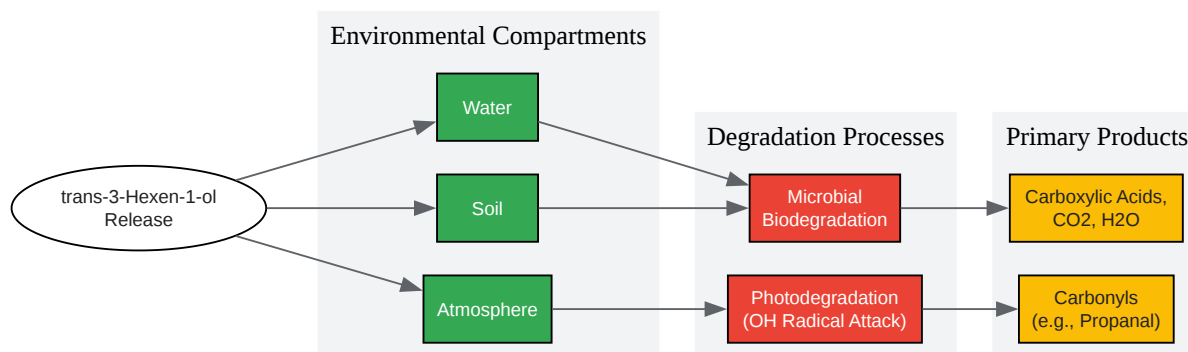 Environmental Compartments
Water
Degradation Processes
Primary Products
trans-3-Hexen-1-ol
Release
Soil
Microbial
Biodegradation
Carboxylic Acids,
CO2, H2O
Atmosphere
Photodegradation
(OH Radical Attack)
Carbonyls
(e.g., Propanal)